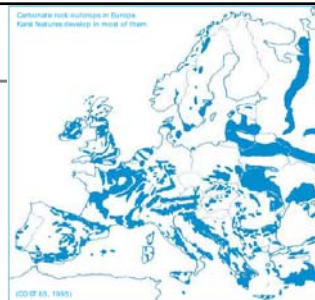 Carbonate rock outcrops in Europe.
Karst features develop in most of them.
(COST 65, 1995)